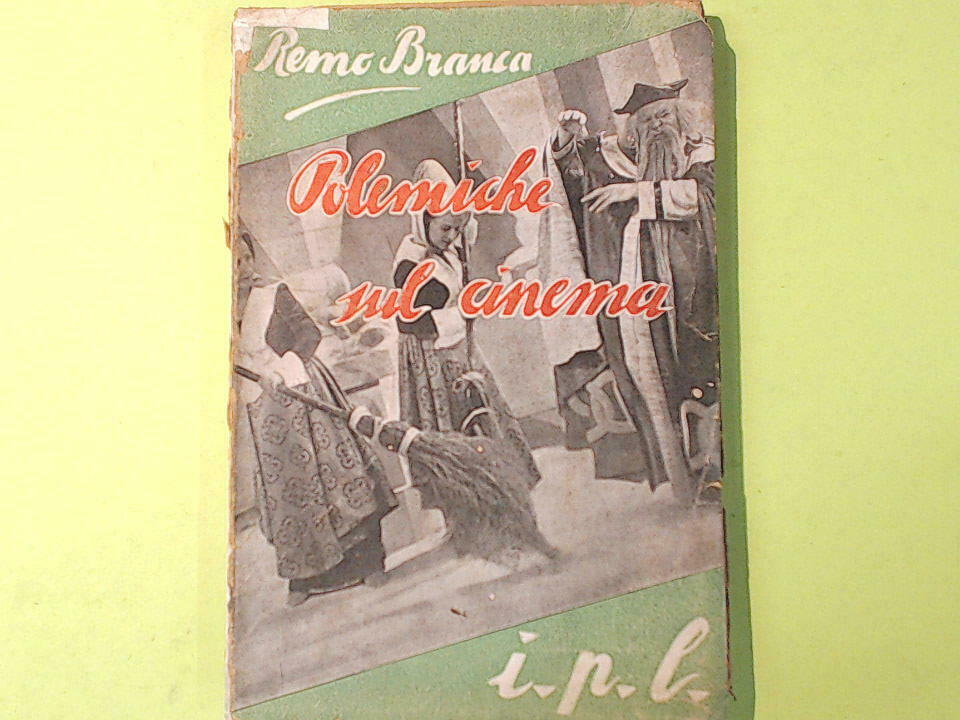 Remo Branca
Polemiche
sul cinema
i.p.l.